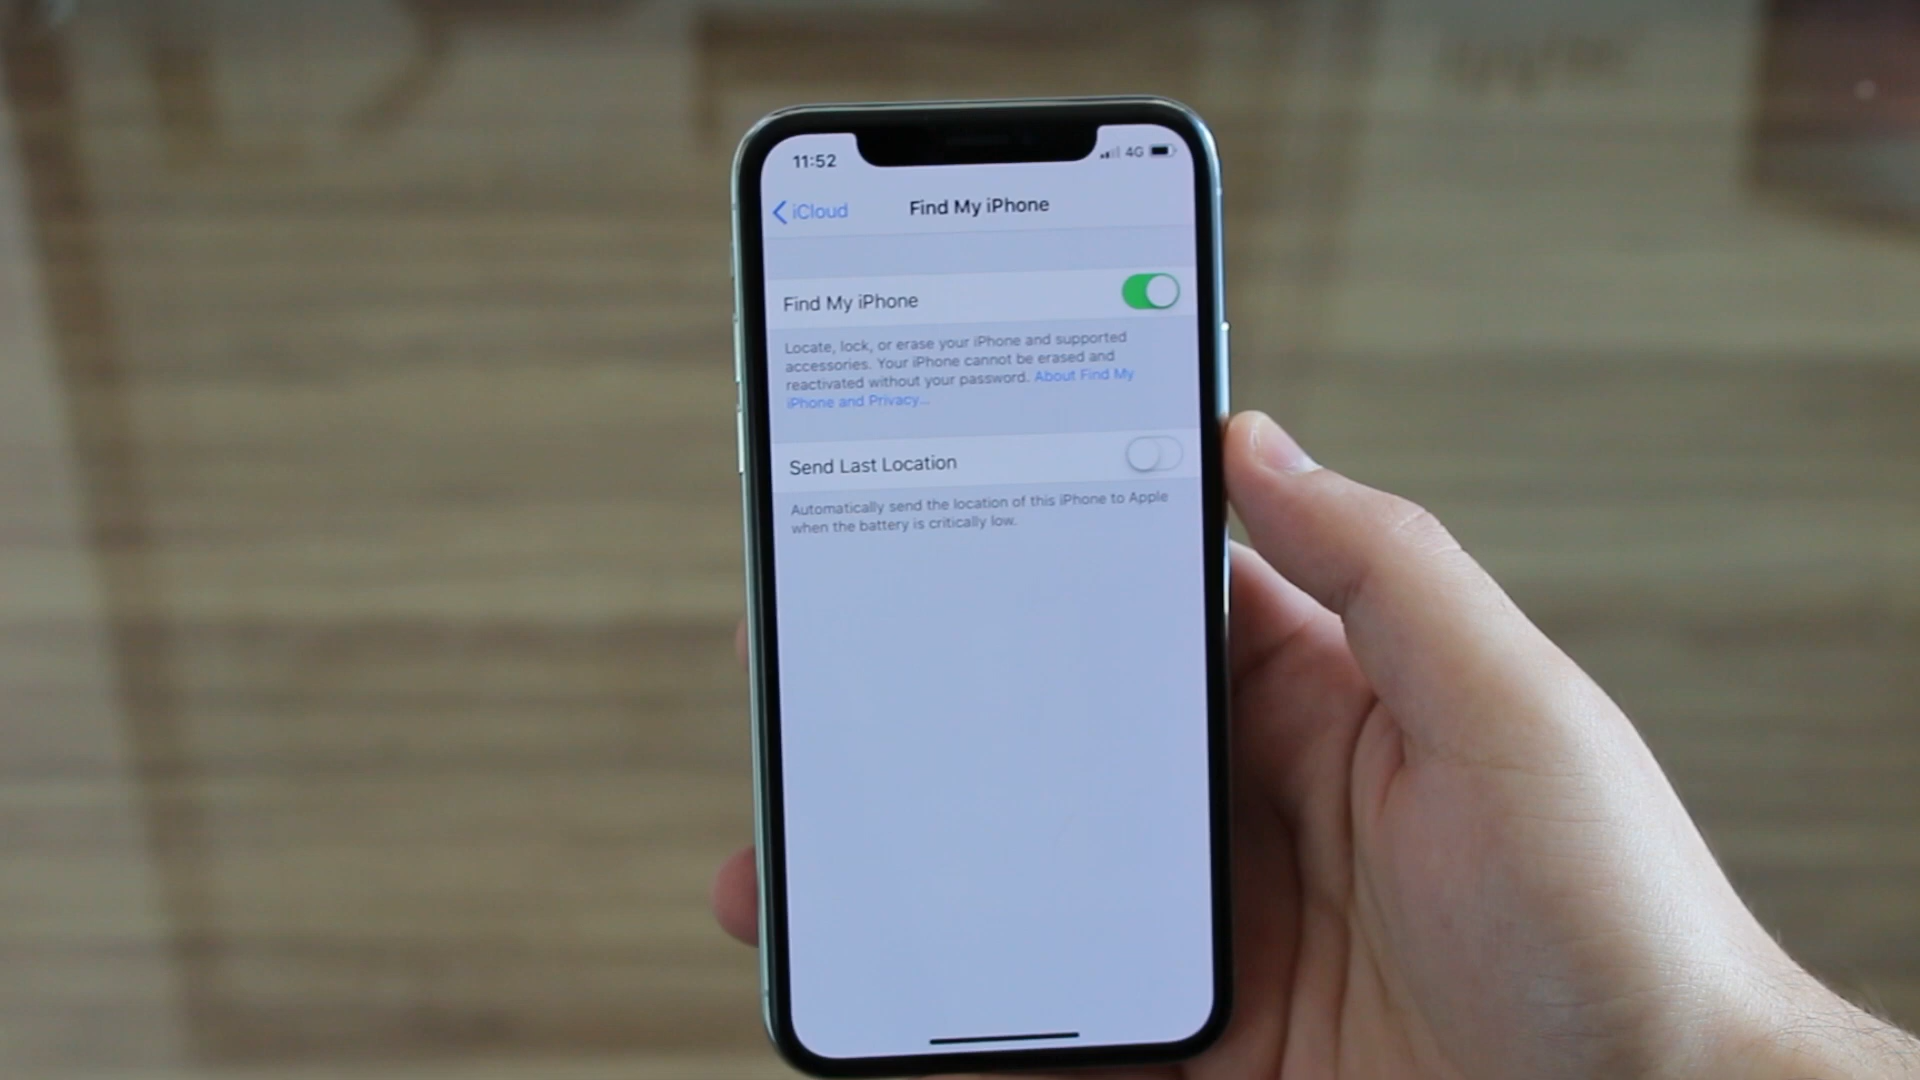 11:52
4G
iCloud
Find My iPhone
Find My iPhone
Locate, lock, or erase your iPhone and supported
accessories. Your iPhone cannot be erased and
reactivated without your password. About Find My
iPhone and Privacy...
Send Last Location
Automatically send the location of this iPhone to Apple
when the battery is critically low.